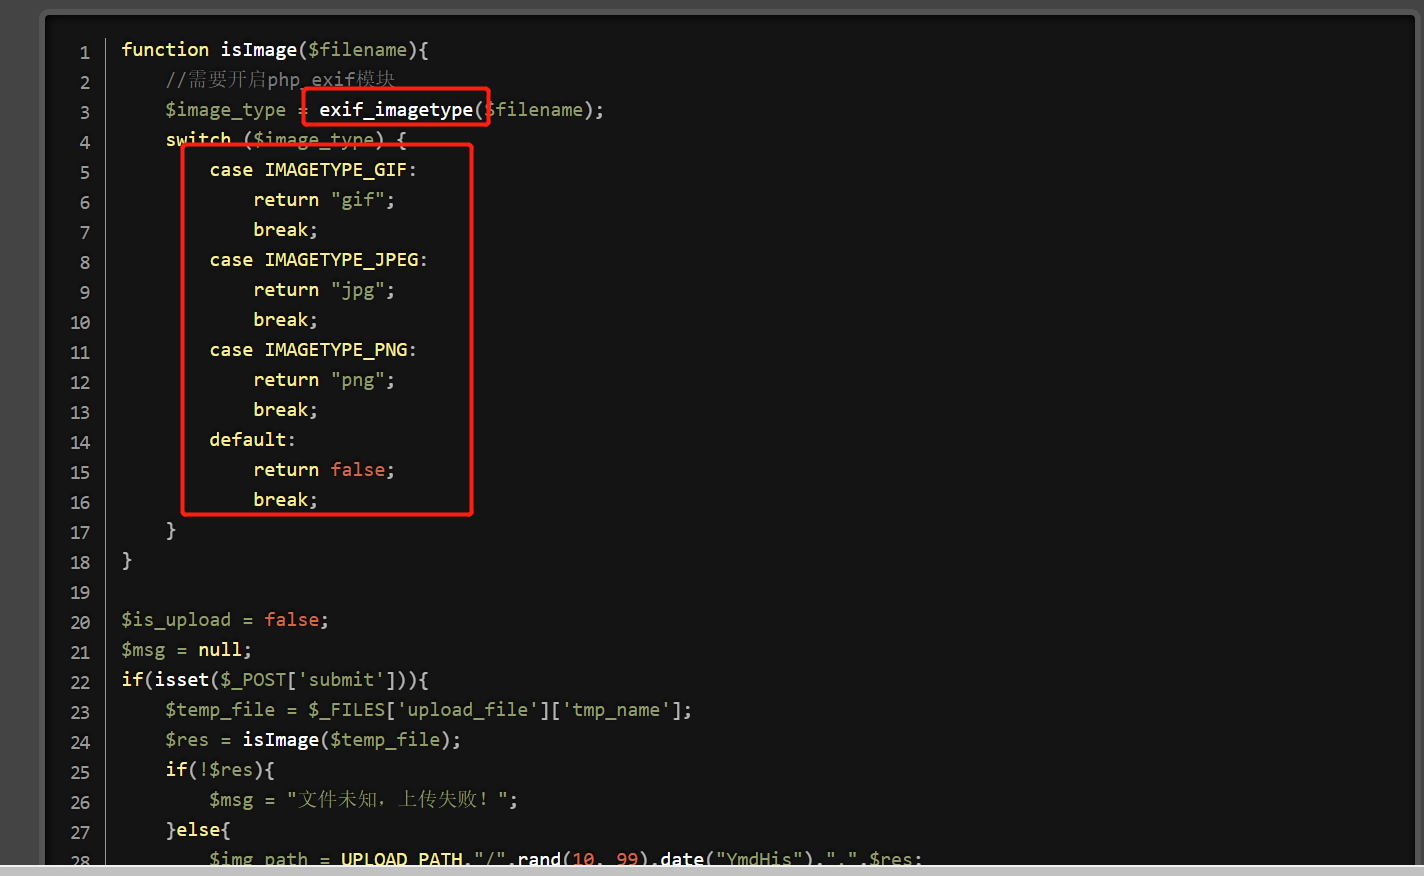 1 function isImage($filename){
2 //需要开启php_exif模块
3 $image_type = exif_imagetype($filename);
4 switch ($image_type) {
5 case IMAGETYPE_GIF:
6 return "gif";
7 break;
8 case IMAGETYPE_JPEG:
9 return "jpg";
10 break;
11 case IMAGETYPE_PNG:
12 return "png";
13 break;
14 default:
15 return false;
16 break;
17 }
18 }
19
20 $is_upload = false;
21 $msg = null;
22 if(isset($_POST['submit'])){
23 $temp_file = $_FILES['upload_file']['tmp_name'];
24 $res = isImage($temp_file);
25 if(!$res){
26 $msg = "文件未知，上传失败！";
27 }else{
28 $img_path = UPLOAD_PATH."/".rand(10, 99).date("YmdHis").".".$res;